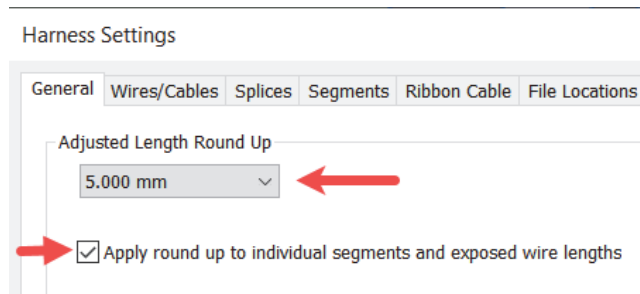 Harness Settings
General Wires/Cables Splices Segments Ribbon Cable File Locations
Adjusted Length Round Up
5.000 mm
Apply round up to individual segments and exposed wire lengths